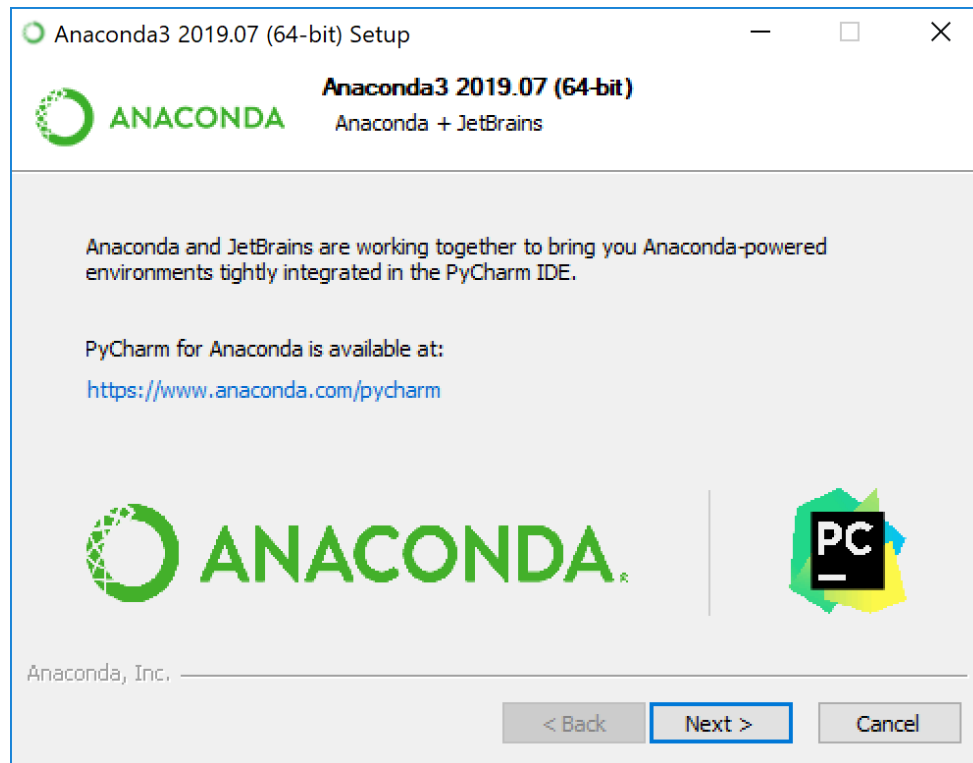 Anaconda3 2019.07 (64-bit) Setup
ANACONDA
Anaconda3 2019.07 (64-bit)
Anaconda + JetBrains
Anaconda and JetBrains are working together to bring you Anaconda-powered
environments tightly integrated in the PyCharm IDE.
PyCharm for Anaconda is available at:
https://www.anaconda.com/pycharm
ANACONDA®
PC
Anaconda, Inc.
< Back Next > Cancel